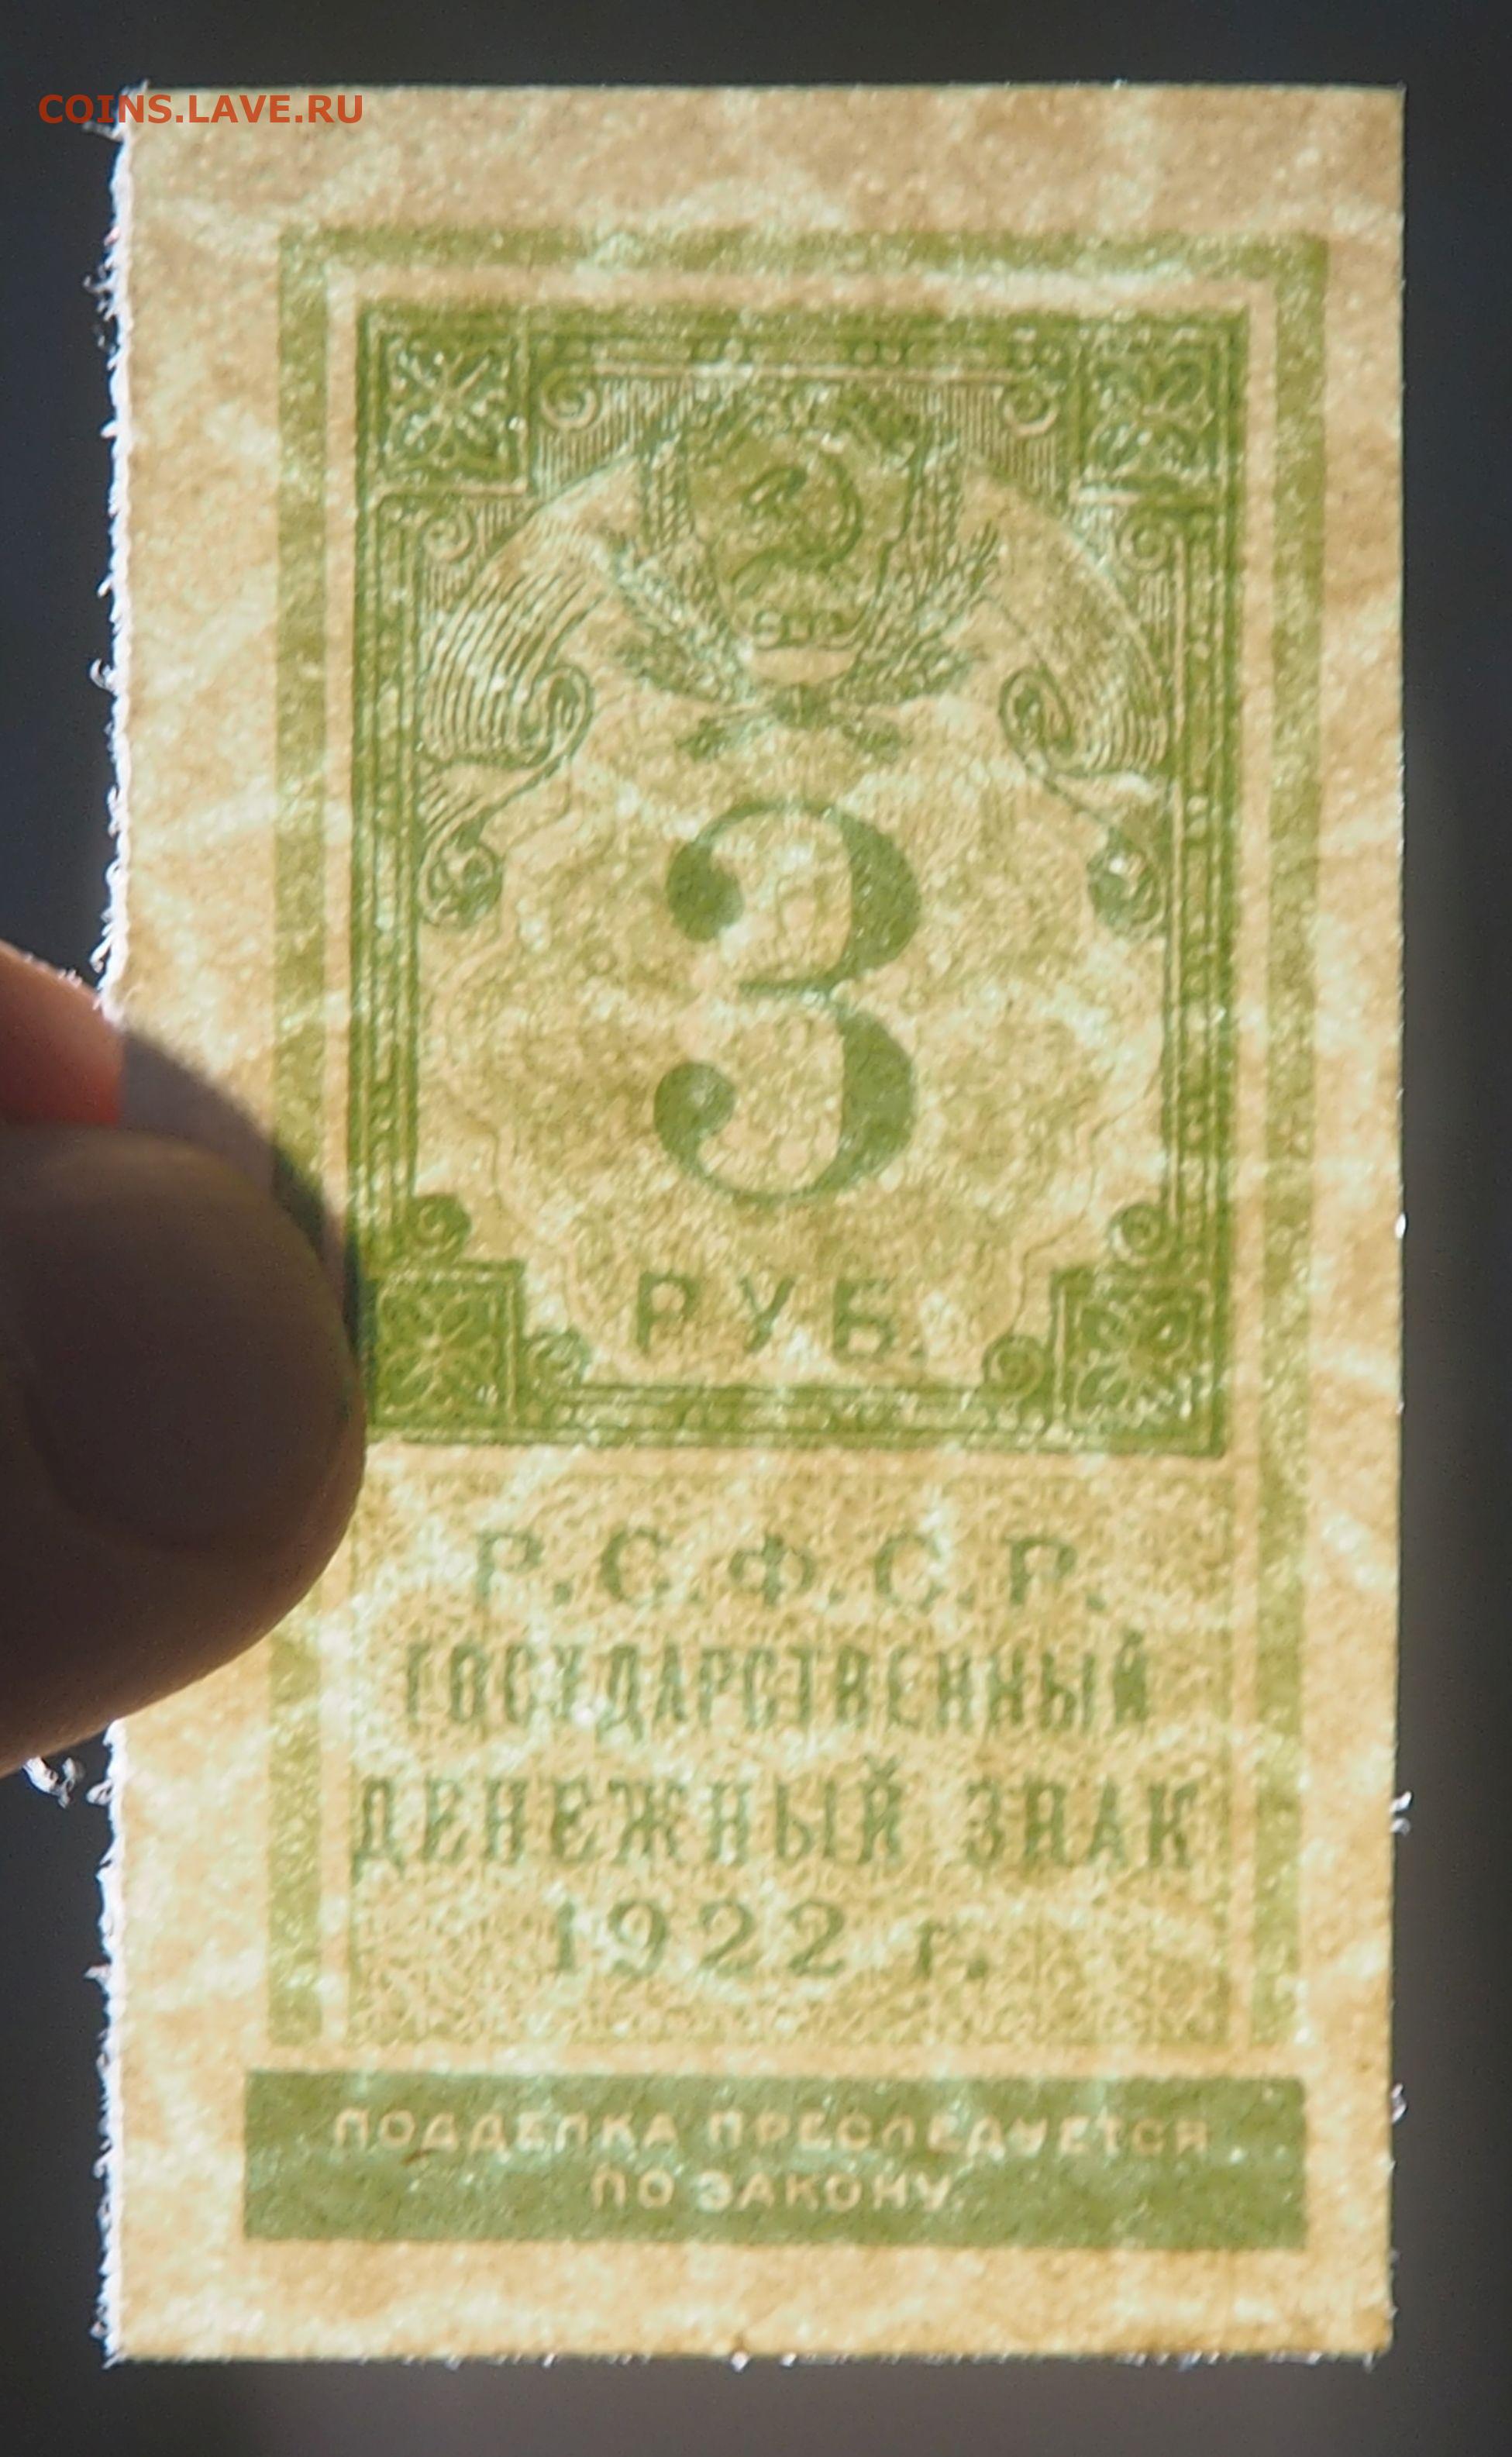 COINS.LAVE.RU
3
РУБ.
Р.С.Ф.С.Р.
ГОСУДАРСТВЕННЫЙ
ДЕНЕЖНЫЙ ЗНАК
1922 г.
ПОДДЕЛКА ПРЕСЛЕДУЕТСЯ
ПО ЗАКОНУ.